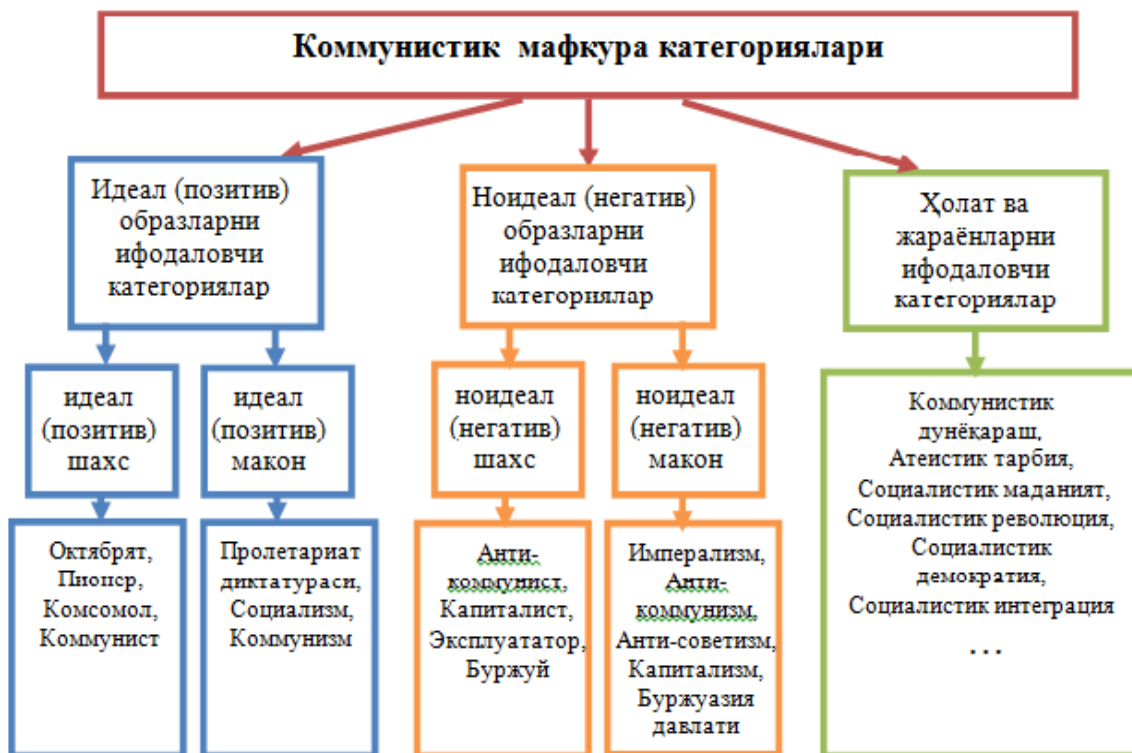 Коммунистик мафкура категориялари
Идеал (позитив)
образларни
ифодаловчи
категориялар
Ноидеал (негатив)
образларни
ифодаловчи
категориялар
Ҳолат ва
жараёнларни
ифодаловчи
категориялар
идеал
(позитив)
шахс
идеал
(позитив)
макон
ноидеал
(негатив)
шахс
ноидеал
(негатив)
макон
Октябрят,
Пионер,
Комсомол,
Коммунист
Пролетариат
диктатураси,
Социализм,
Коммунизм
Анти-
коммунист,
Капиталист,
Эксплуататор,
Буржуй
Империализм,
Анти-
коммунизм,
Анти-советизм,
Капитализм,
Буржуазия
давлати
Коммунистик
дунёқараш,
Атеистик тарбия,
Социалистик маданият,
Социалистик революция,
Социалистик
демократия,
Социалистик интеграция
...